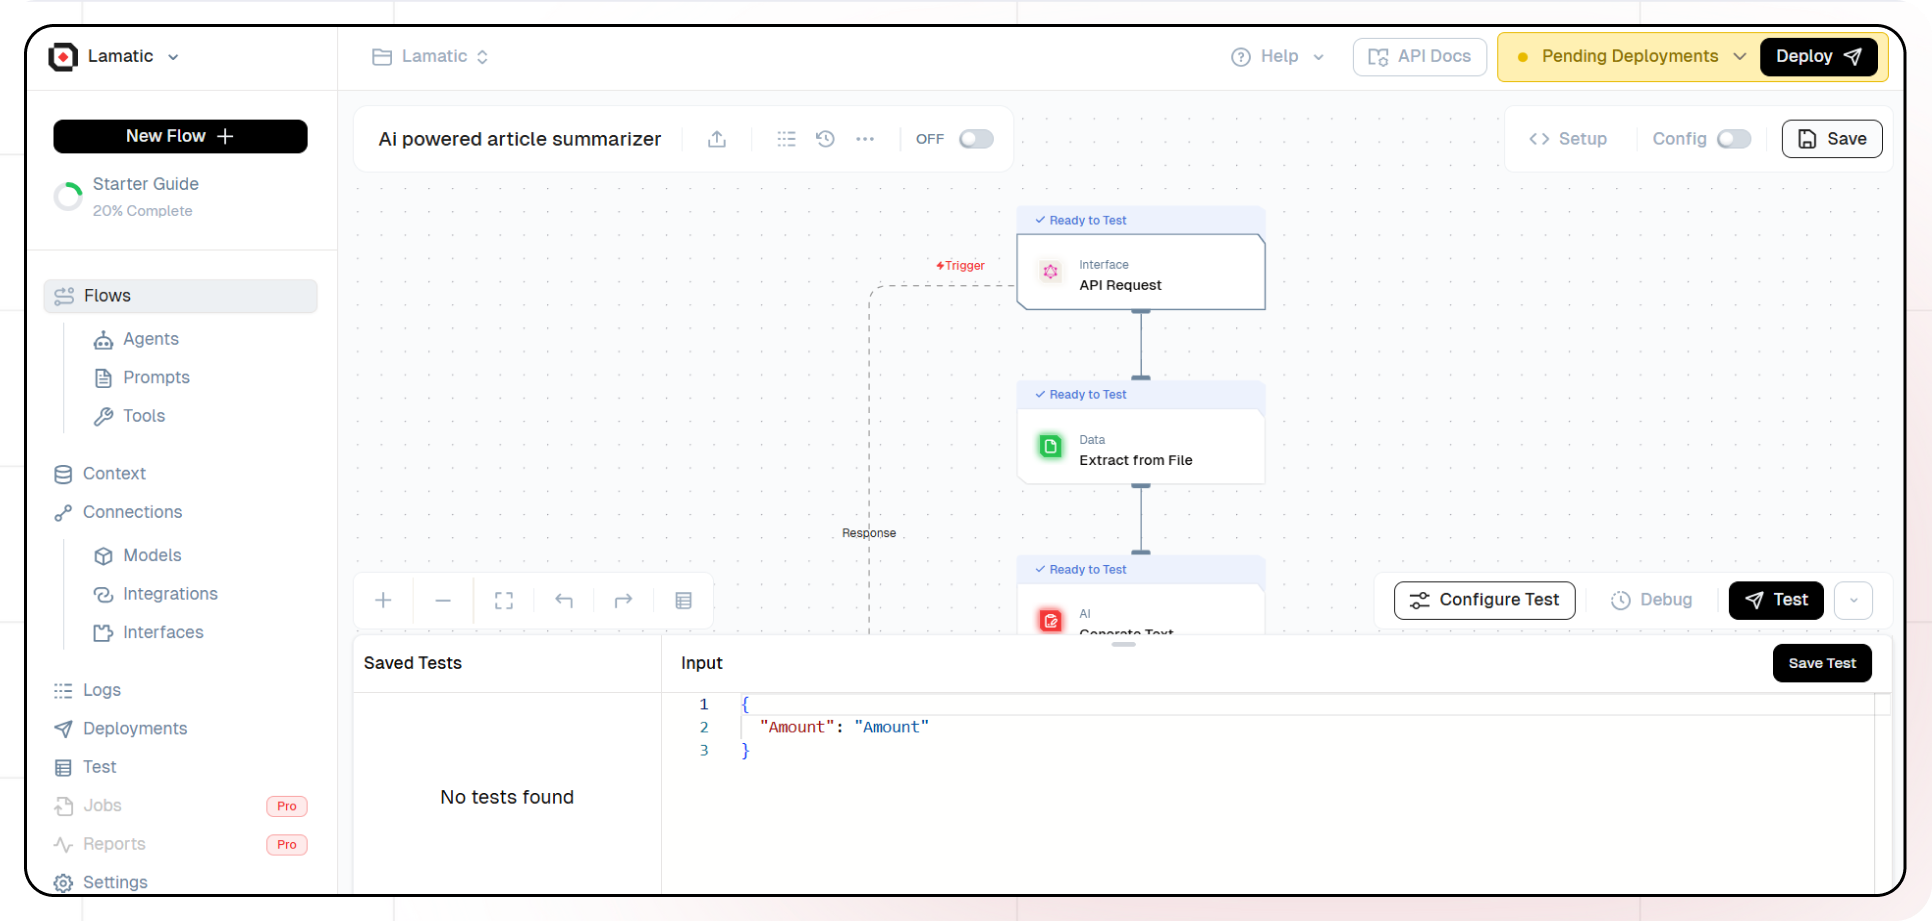 Lamatic
Lamatic
Help
API Docs
Pending Deployments
Deploy
New Flow
Starter Guide
20% Complete
Flows
Agents
Prompts
Tools
Context
Connections
Models
Integrations
Interfaces
Logs
Deployments
Test
Jobs
Pro
Reports
Pro
Settings
Ai powered article summarizer
OFF
Setup
Config
Save
Ready to Test
Trigger
Interface
API Request
Ready to Test
Data
Extract from File
Response
Ready to Test
AI
Generate Text
Configure Test
Debug
Test
Saved Tests
No tests found
Input
Save Test
1 {
2 "Amount": "Amount"
3 }